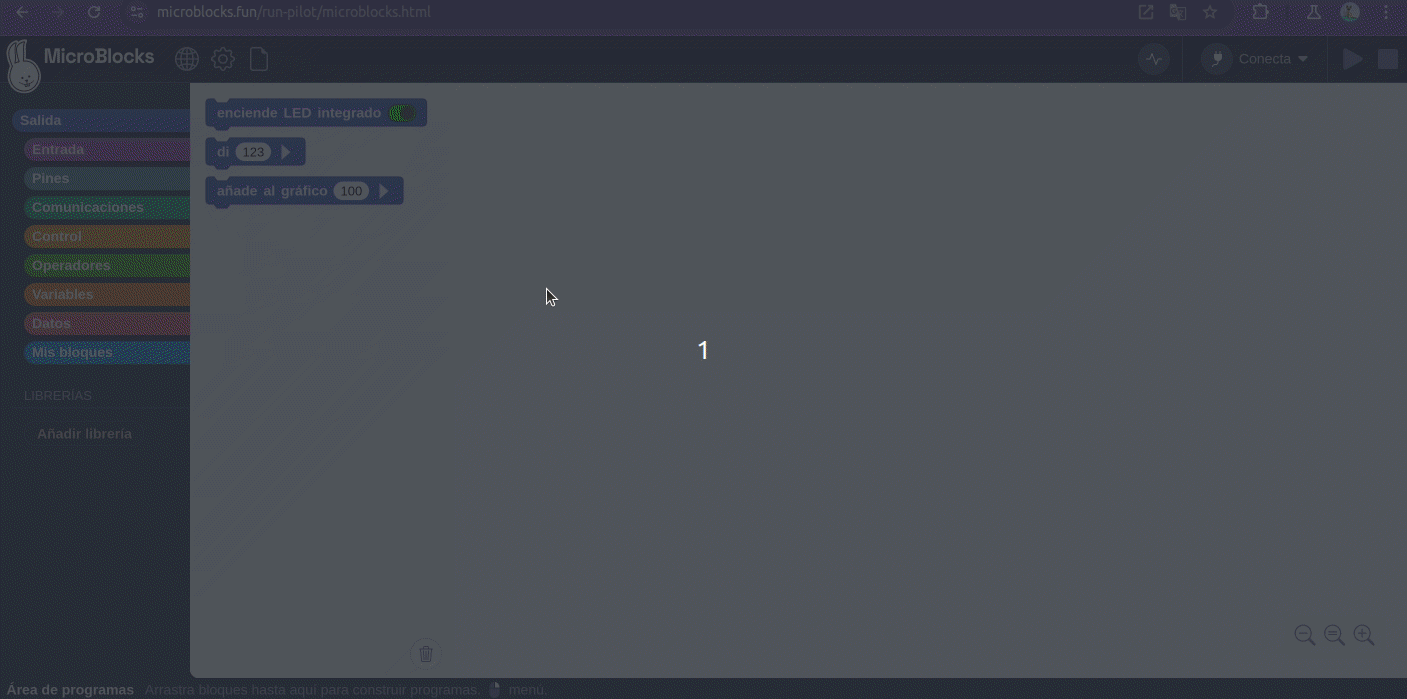 microblocks.fun/run-pilot/microblocks.html
MicroBlocks
Conecta
Salida
Entrada
Pines
Comunicaciones
Control
Operadores
Variables
Datos
Mis bloques
LIBRERÍAS
Añadir librería
enciende LED integrado
di 123
añade al gráfico 100
1
Área de programas Arrastra bloques hasta aquí para construir programas. menú.